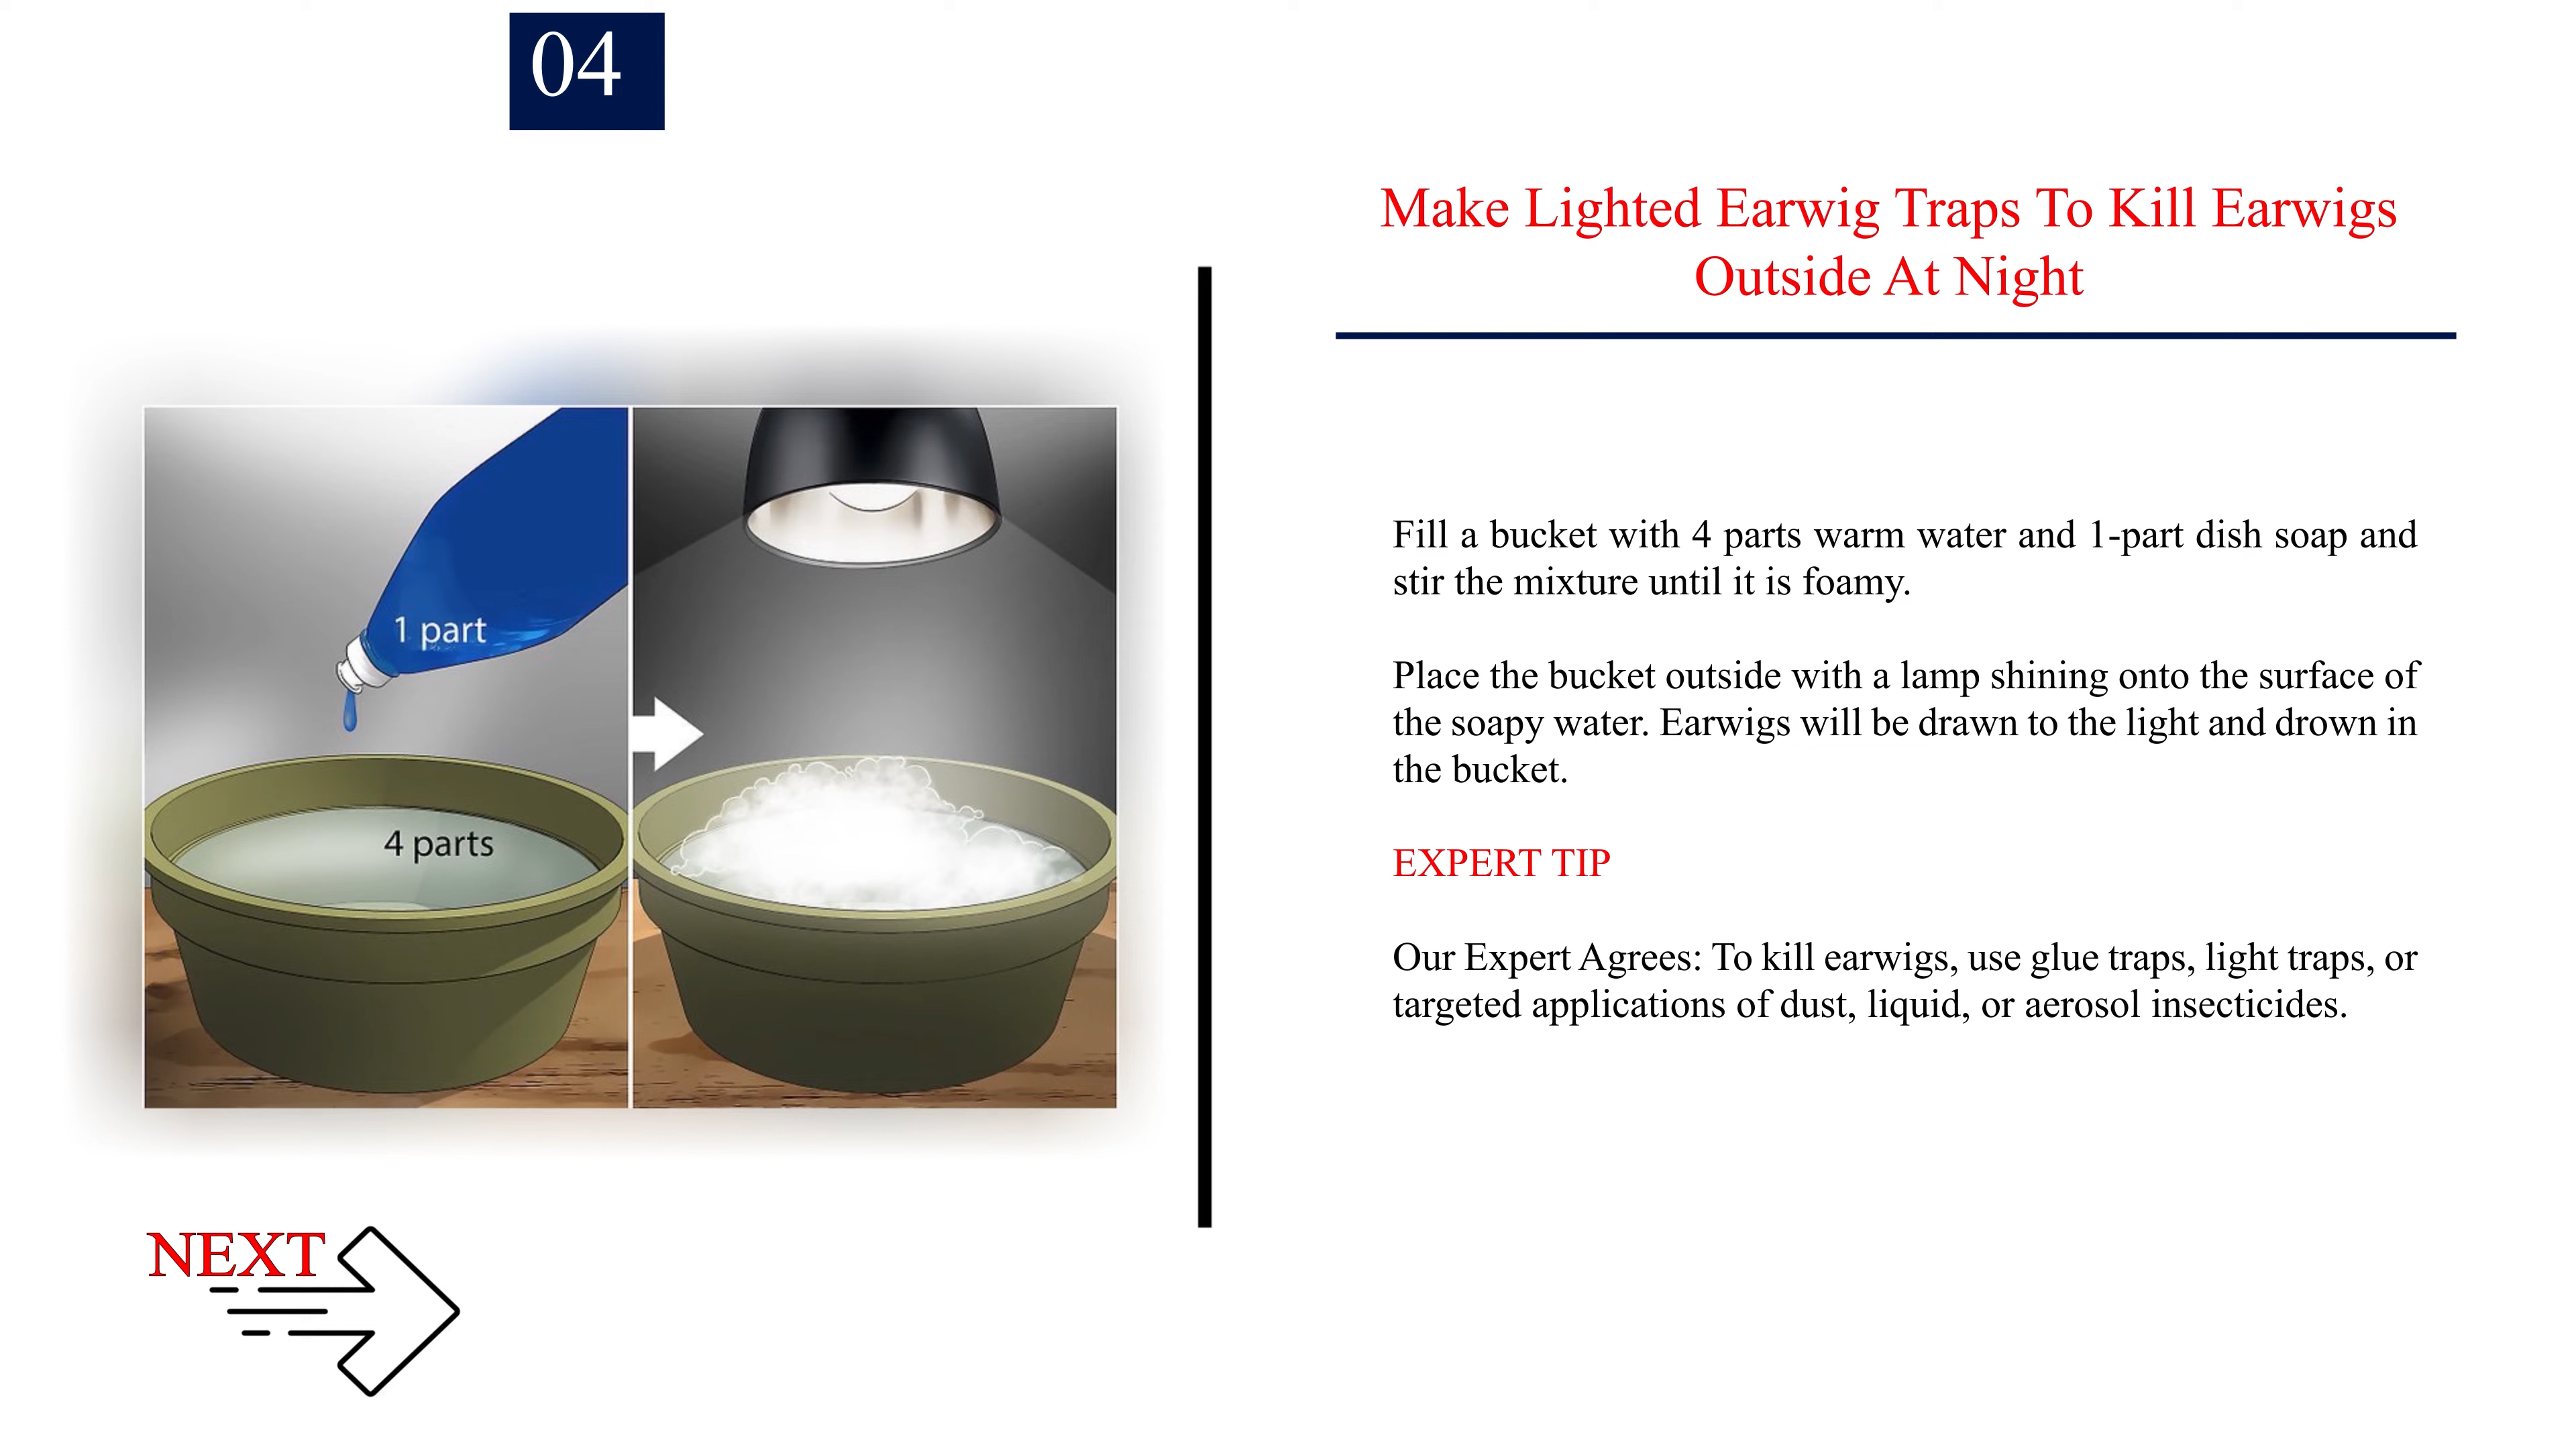 04
Make Lighted Earwig Traps To Kill Earwigs
Outside At Night
1 part
4 parts
Fill a bucket with 4 parts warm water and 1-part dish soap and
stir the mixture until it is foamy.
Place the bucket outside with a lamp shining onto the surface of
the soapy water. Earwigs will be drawn to the light and drown in
the bucket.
EXPERT TIP
Our Expert Agrees: To kill earwigs, use glue traps, light traps, or
targeted applications of dust, liquid, or aerosol insecticides.
NEXT